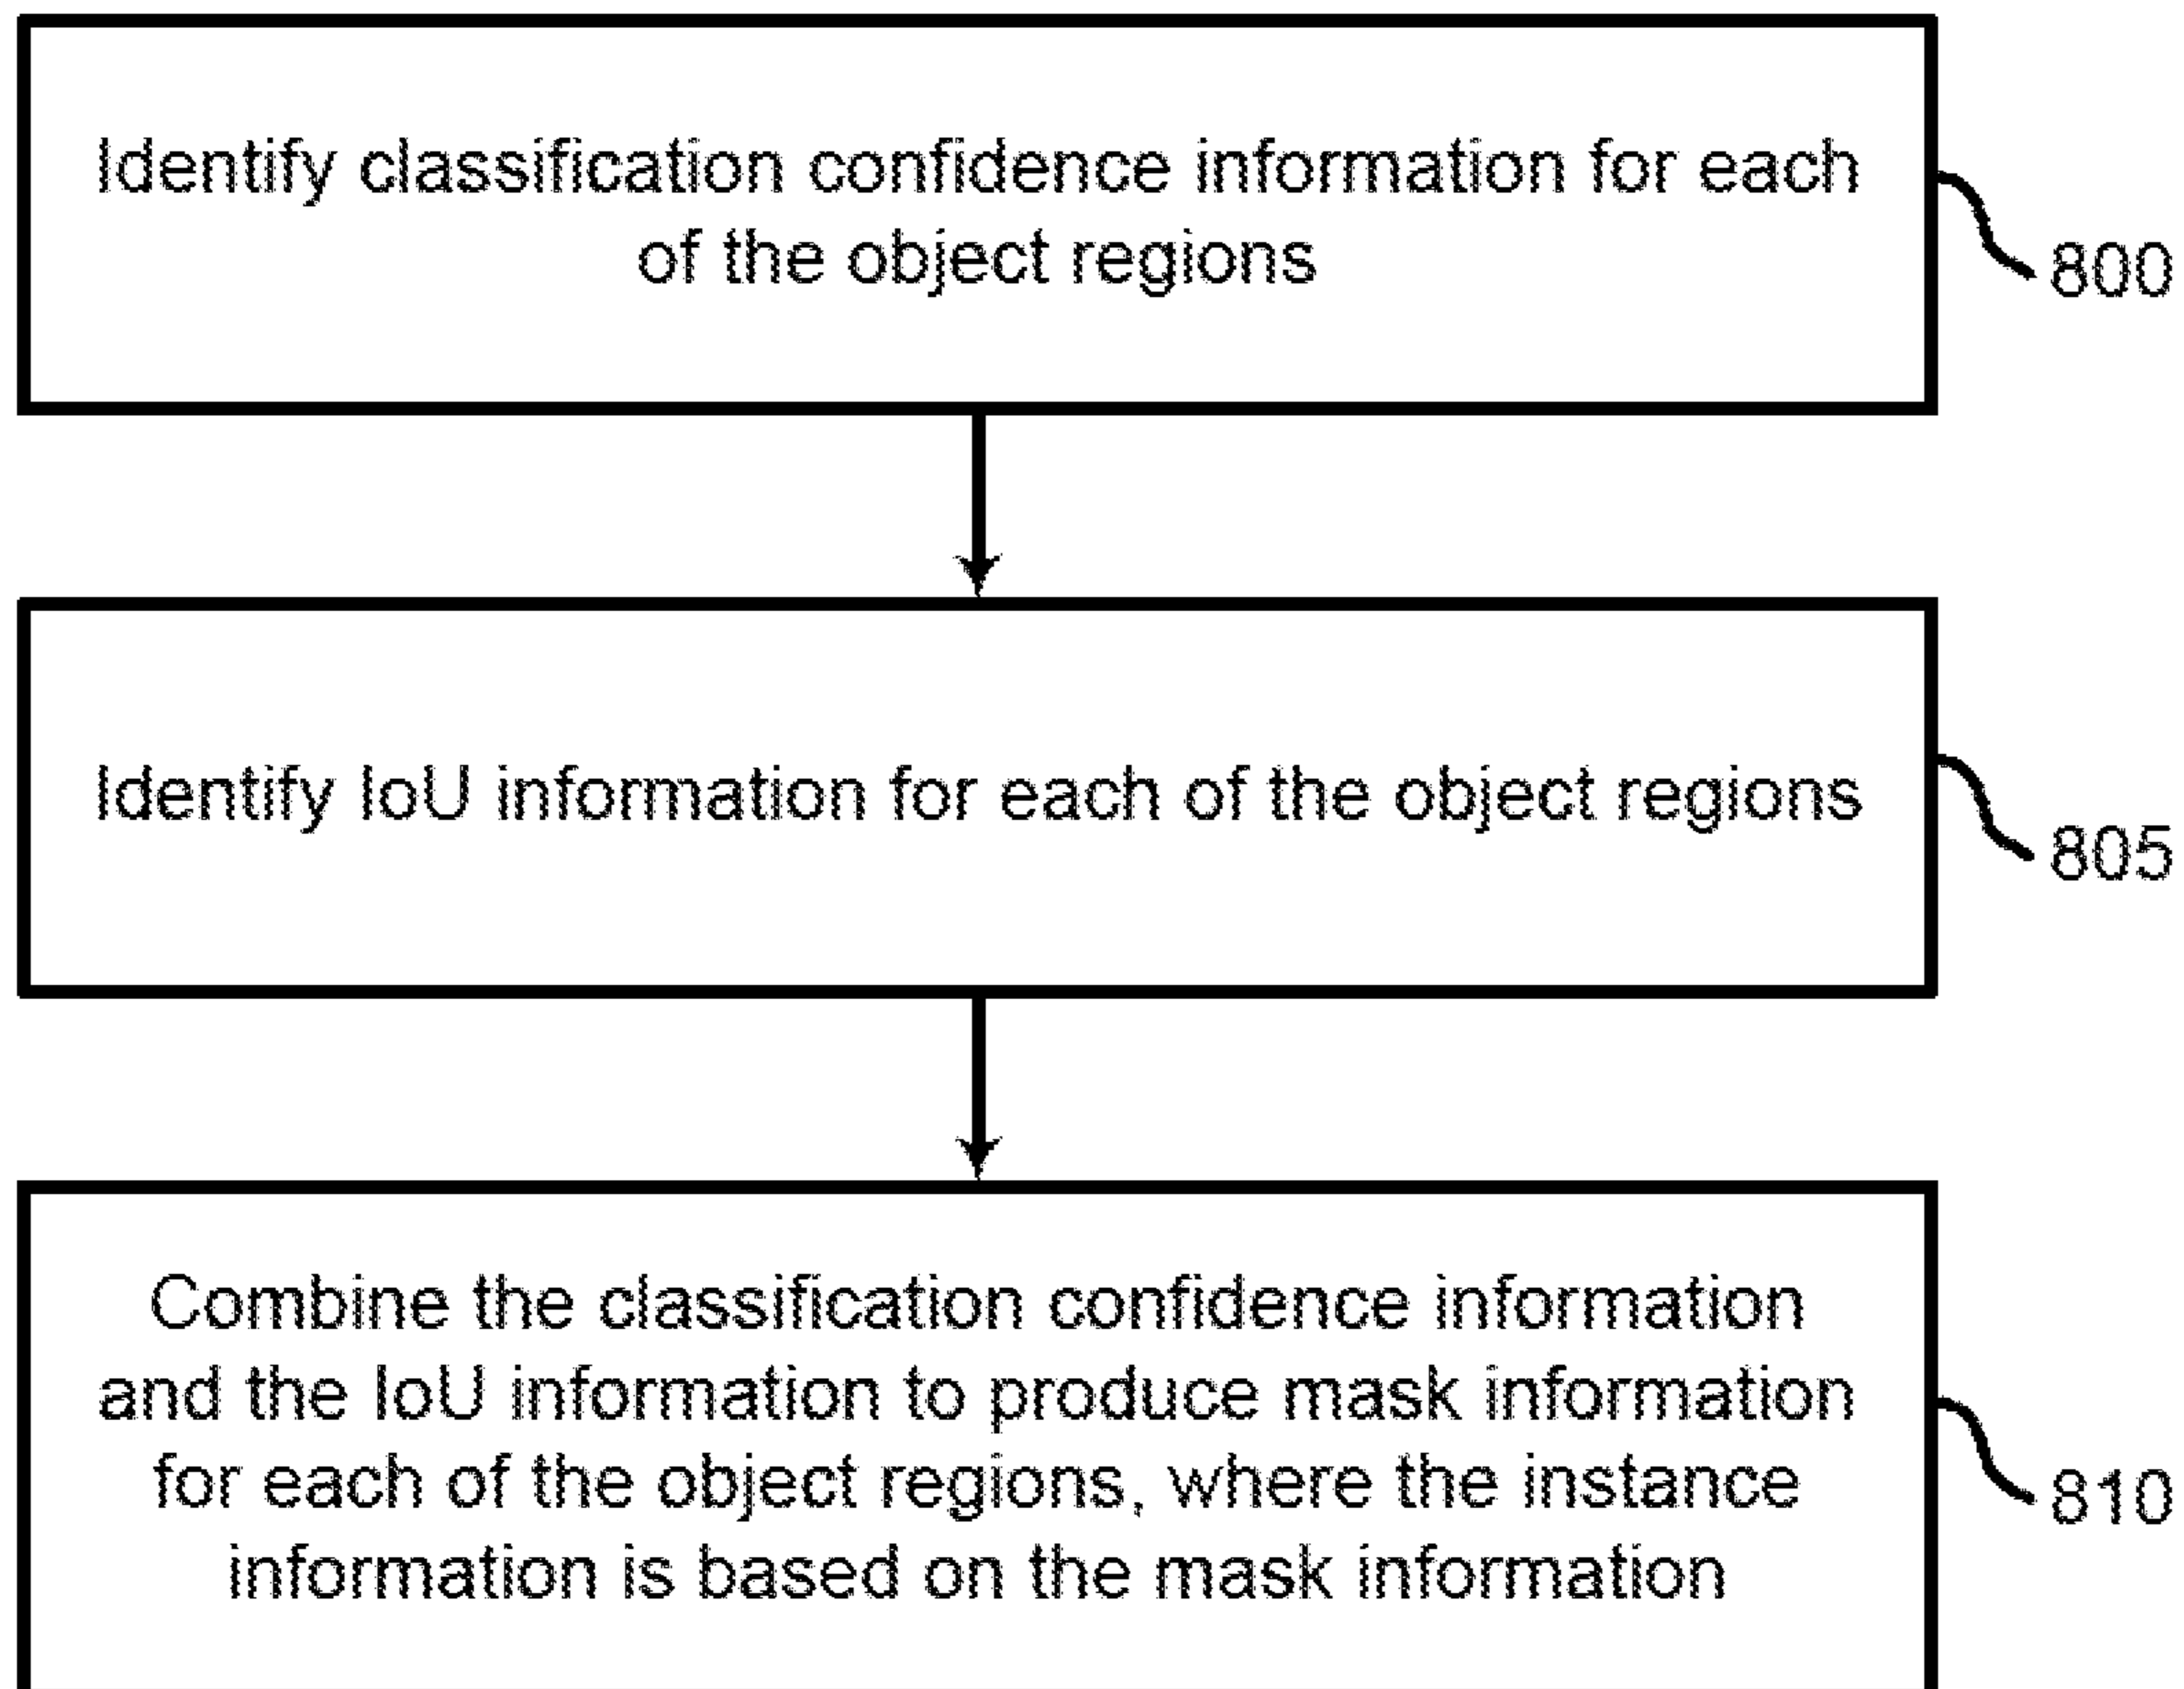 Identify classification confidence information for each
of the object regions
800
Identify IoU information for each of the object regions
805
Combine the classification confidence information
and the IoU information to produce mask information
for each of the object regions, where the instance
information is based on the mask information
810